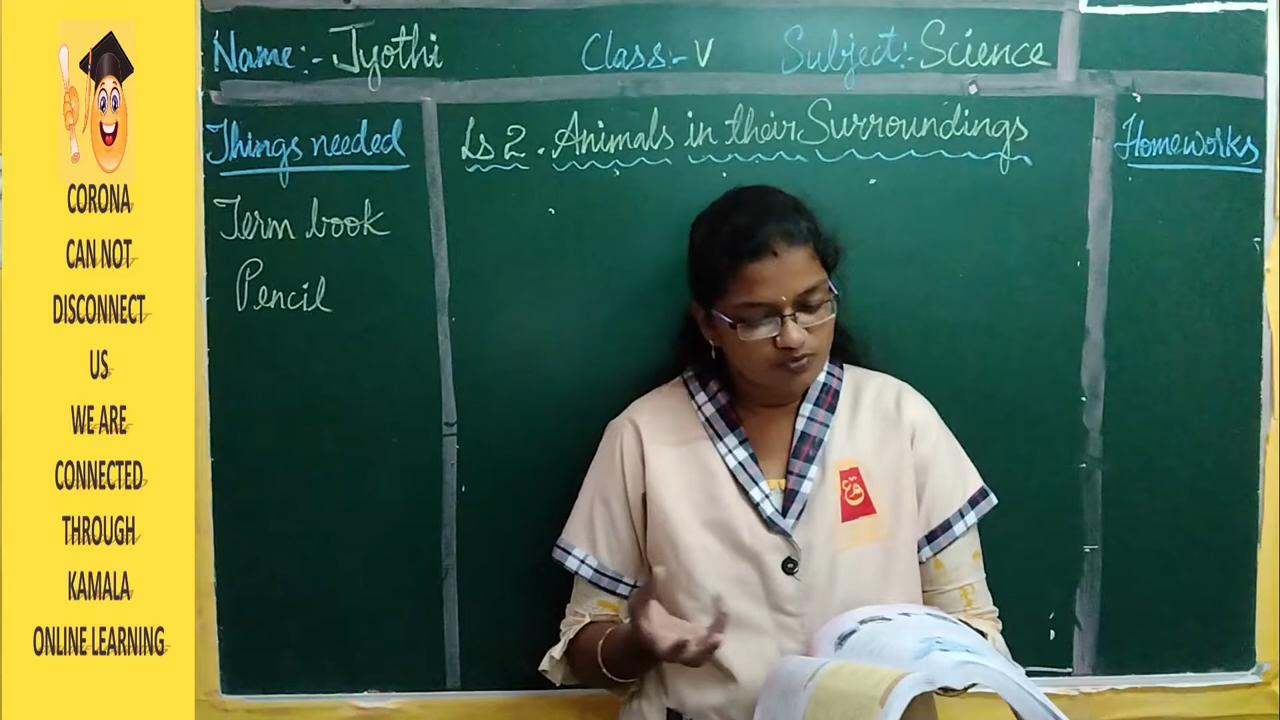 CORONA
CAN NOT
DISCONNECT
US
WE ARE
CONNECTED
THROUGH
KAMALA
ONLINE LEARNING
Name:- Jyothi Class:- V Subject:- Science
Things needed
Term book
Pencil
Ls 2. Animals in their Surroundings
Homeworks